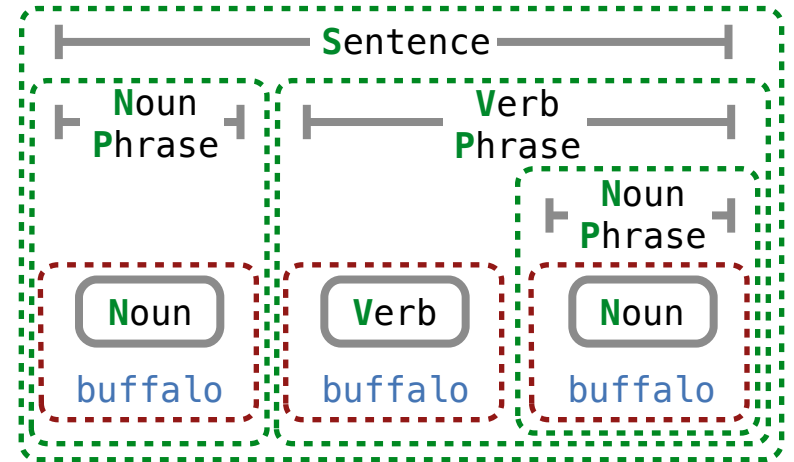 Sentence
Noun
Phrase
Verb
Phrase
Noun
Phrase
Noun
Verb
Noun
buffalo
buffalo
buffalo